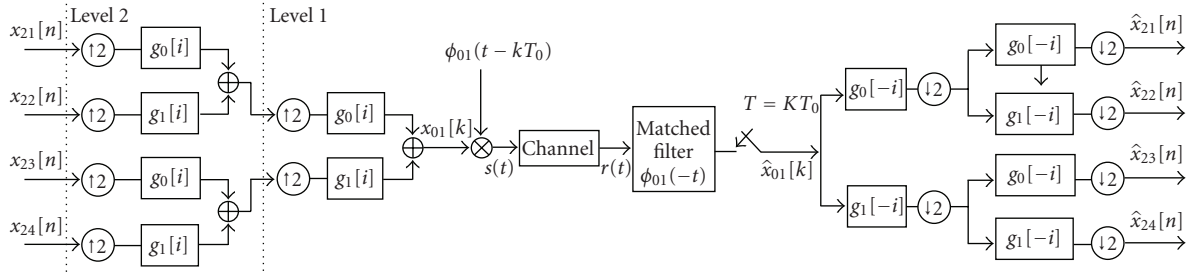 Level 2
Level 1
x₂₁[n]
↑2
g₀[i]
x₂₂[n]
↑2
g₁[i]
x₂₃[n]
↑2
g₀[i]
x₂₄[n]
↑2
g₁[i]
↑2
g₀[i]
↑2
g₁[i]
x₀₁[k]
ϕ₀₁(t − kT₀)
s(t)
Channel
r(t)
Matched
filter
ϕ₀₁(−t)
T = KT₀
x̂₀₁[k]
g₀[−i]
↓2
g₁[−i]
↓2
g₀[−i]
↓2
x̂₂₁[n]
g₁[−i]
↓2
x̂₂₂[n]
g₀[−i]
↓2
x̂₂₃[n]
g₁[−i]
↓2
x̂₂₄[n]